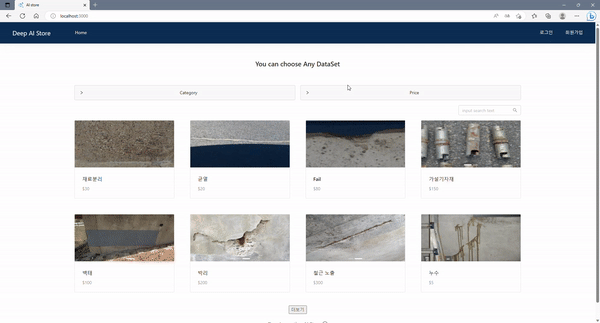 AI store
localhost:3000
Deep AI Store
Home
로그인
회원가입
You can choose Any DataSet
Category
Price
input search text
재료분리
$30
균열
$20
Fail
$80
가설기자재
$150
백태
$100
박리
$200
철근 노출
$300
누수
$5
더보기